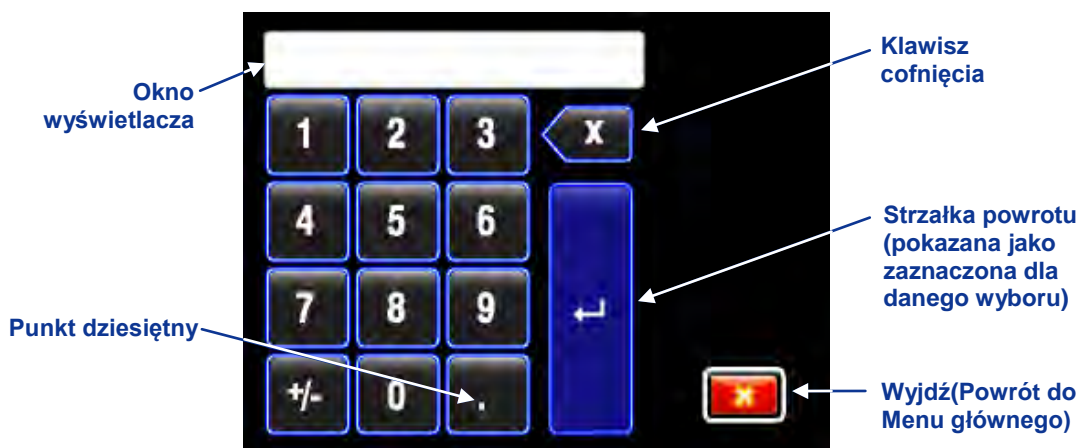 Okno
wyświetlacza
Klawisz
cofnięcia
1 2 3 X
4 5 6
Strzałka powrotu
(pokazana jako
zaznaczona dla
danego wyboru)
7 8 9
Punkt dziesiętny
+/- 0 .
Wyjdź(Powrót do
Menu głównego)